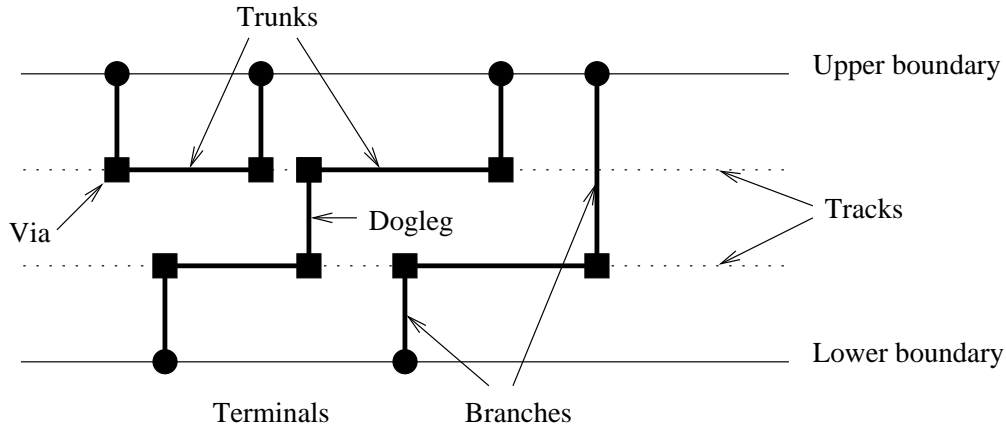 Trunks
Upper boundary
Via
Dogleg
Tracks
Lower boundary
Terminals
Branches